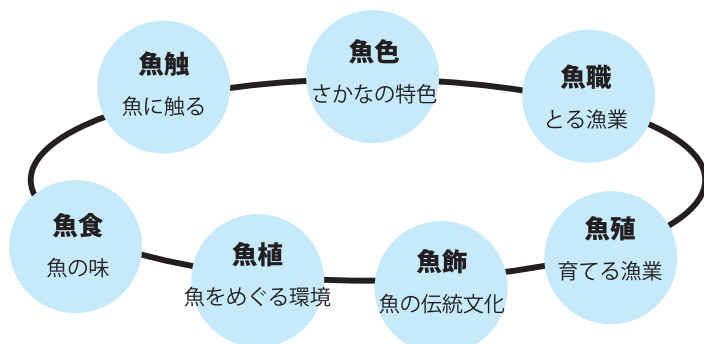 魚触
魚に触る
魚色
さかなの特色
魚職
とる漁業
魚食
魚の味
魚植
魚をめぐる環境
魚飾
魚の伝統文化
魚殖
育てる漁業